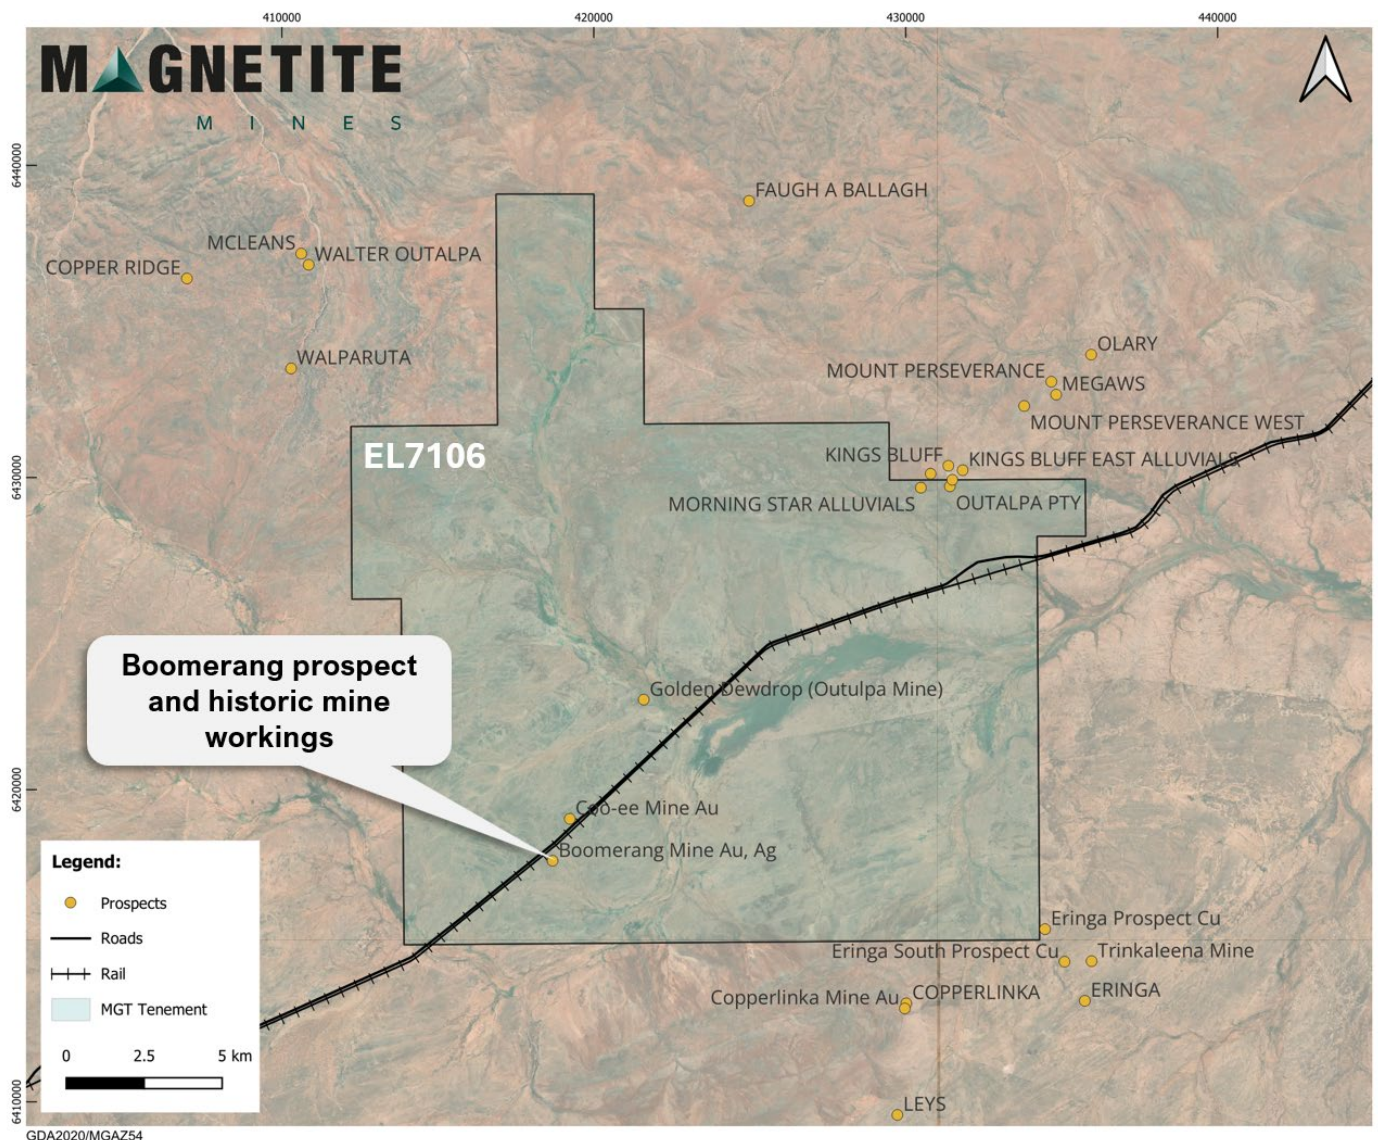 410000
420000
430000
440000
MAGNETITE
MINES
6440000
FAUGH A BALLAGH
MCLEANS
WALTER OUTALPA
COPPER RIDGE
WALPARUTA
OLARY
MOUNT PERSEVERANCE
MEGAWS
MOUNT PERSEVERANCE WEST
EL7106
KINGS BLUFF
KINGS BLUFF EAST ALLUVIALS
6430000
MORNING STAR ALLUVIALS
OUTALPA PTY
Boomerang prospect
and historic mine
workings
Golden Dewdrop (Outulpa Mine)
6420000
Coo-ee Mine Au
Boomerang Mine Au, Ag
Legend:
Prospects
Roads
Rail
MGT Tenement
0 2.5 5 km
Eringa Prospect Cu
Eringa South Prospect Cu
Trinkaleena Mine
Copperlinka Mine Au
COPPERLINKA
ERINGA
6410000
LEYS
GDA2020/MGAZ54